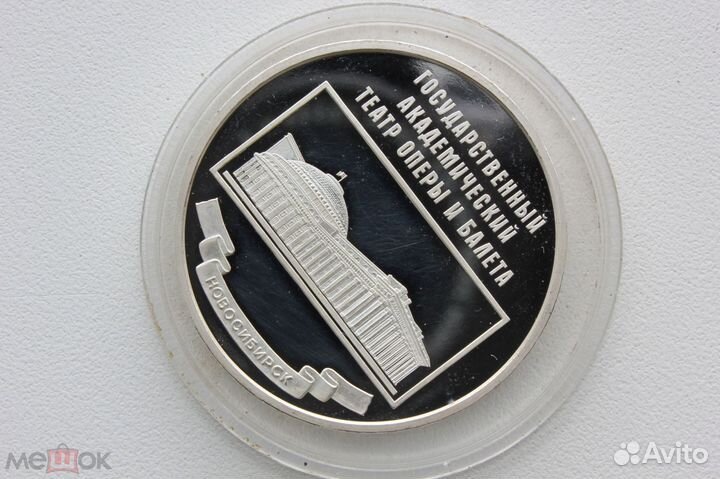 ГОСУДАРСТВЕННЫЙ
АКАДЕМИЧЕСКИЙ
ТЕАТР ОПЕРЫ И БАЛЕТА
НОВОСИБИРСК
мешок
Avito